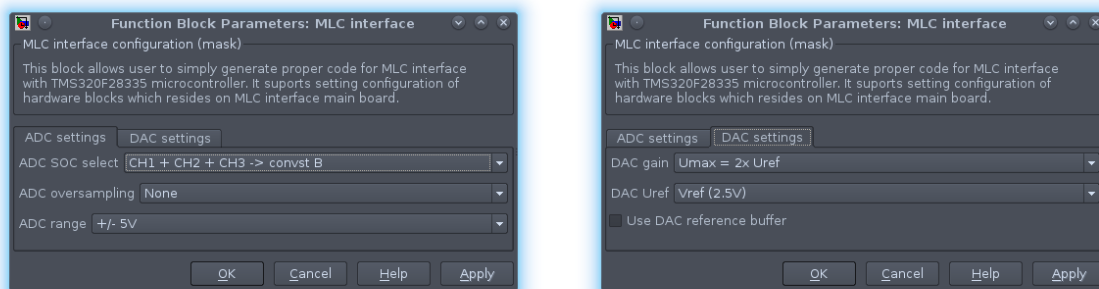 Function Block Parameters: MLC interface
MLC interface configuration (mask)
This block allows user to simply generate proper code for MLC interface
with TMS320F28335 microcontroller. It suports setting configuration of
hardware blocks which resides on MLC interface main board.
ADC settings DAC settings
ADC SOC select CH1 + CH2 + CH3 -> convst B
ADC oversampling None
ADC range +/- 5V
OK Cancel Help Apply
Function Block Parameters: MLC interface
MLC interface configuration (mask)
This block allows user to simply generate proper code for MLC interface
with TMS320F28335 microcontroller. It suports setting configuration of
hardware blocks which resides on MLC interface main board.
ADC settings DAC settings
DAC gain Umax = 2x Uref
DAC Uref Vref (2.5V)
Use DAC reference buffer
OK Cancel Help Apply